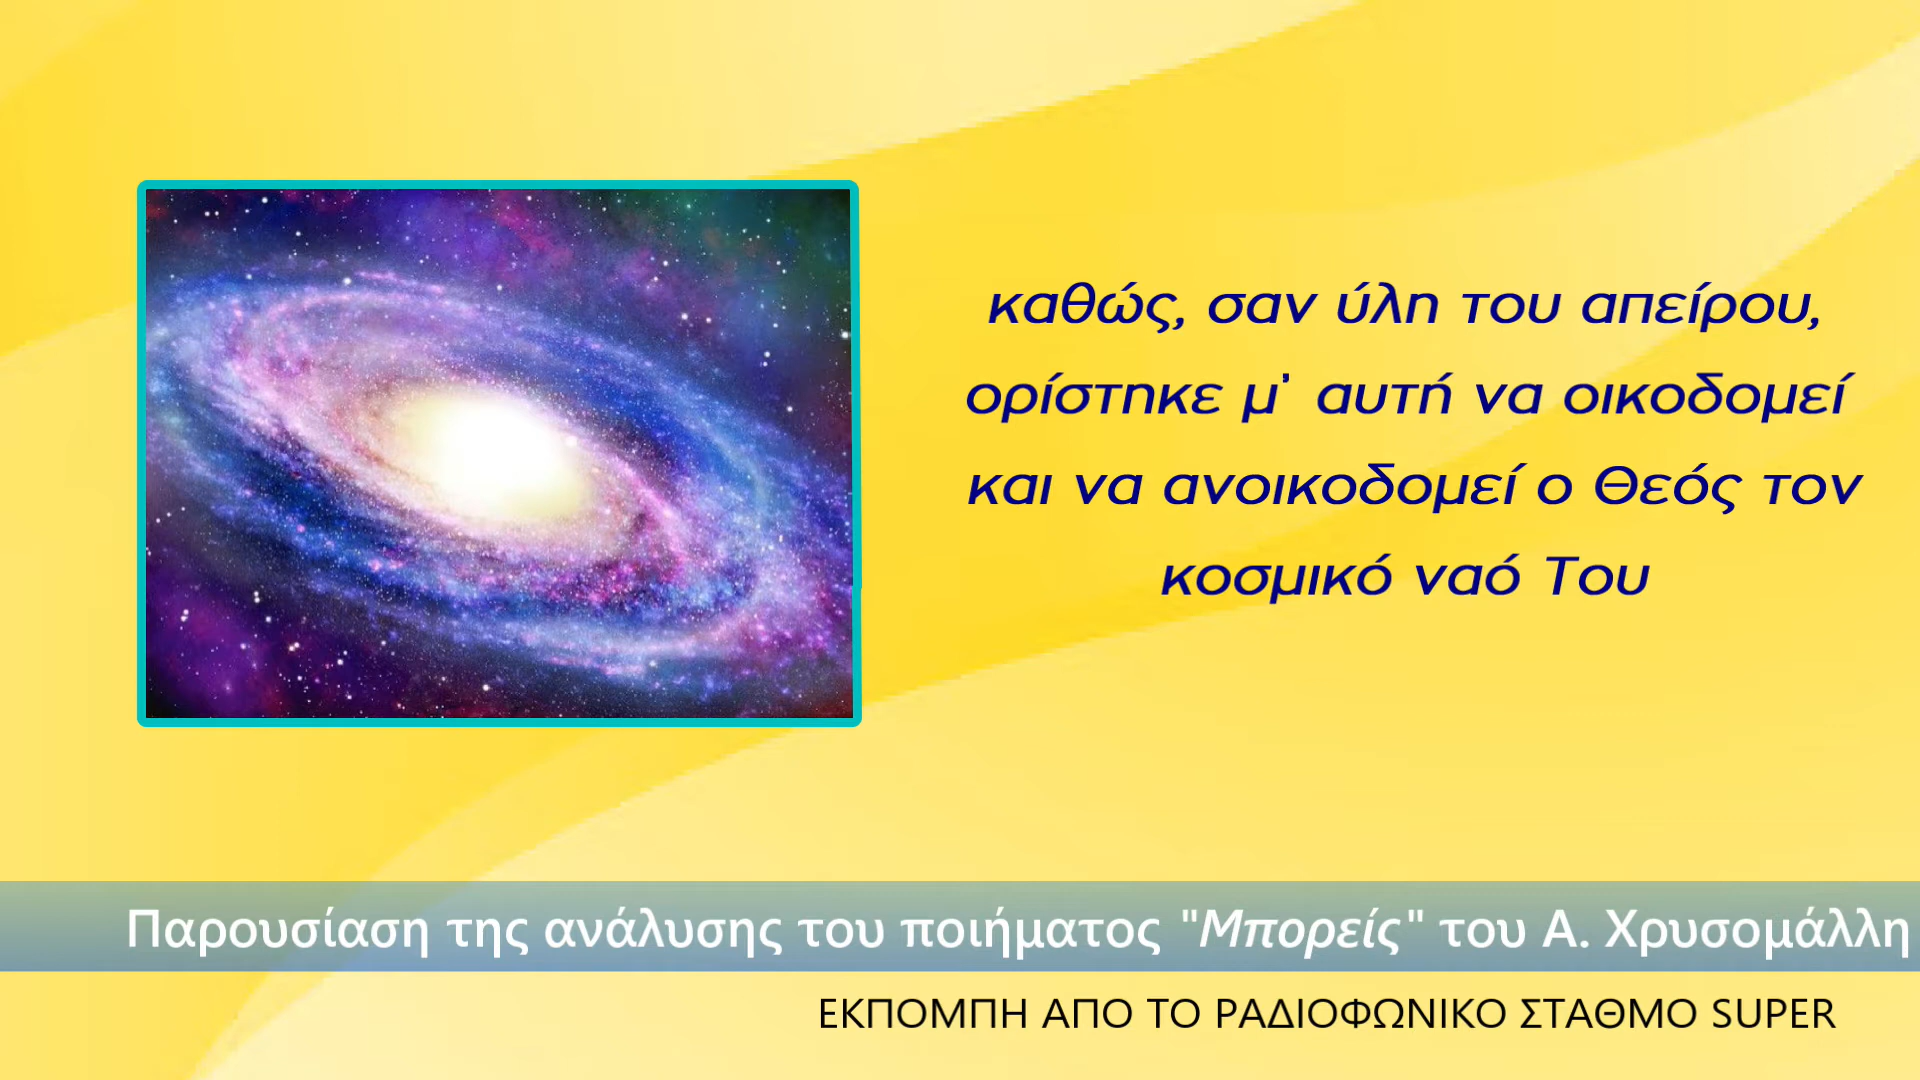 καθώς, σαν ύλη του απείρου,
ορίστηκε μ' αυτή να οικοδομεί
και να ανοικοδομεί ο Θεός τον
κοσμικό ναό Του
Παρουσίαση της ανάλυσης του ποιήματος "Μπορείς" του Α. Χρυσομάλλη
ΕΚΠΟΜΠΗ ΑΠΟ ΤΟ ΡΑΔΙΟΦΩΝΙΚΟ ΣΤΑΘΜΟ SUPER